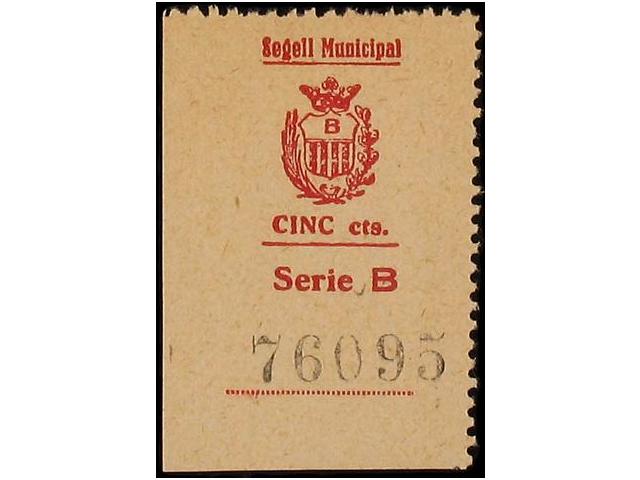 Segell Municipal
B
CINC cts.
Serie B
76095